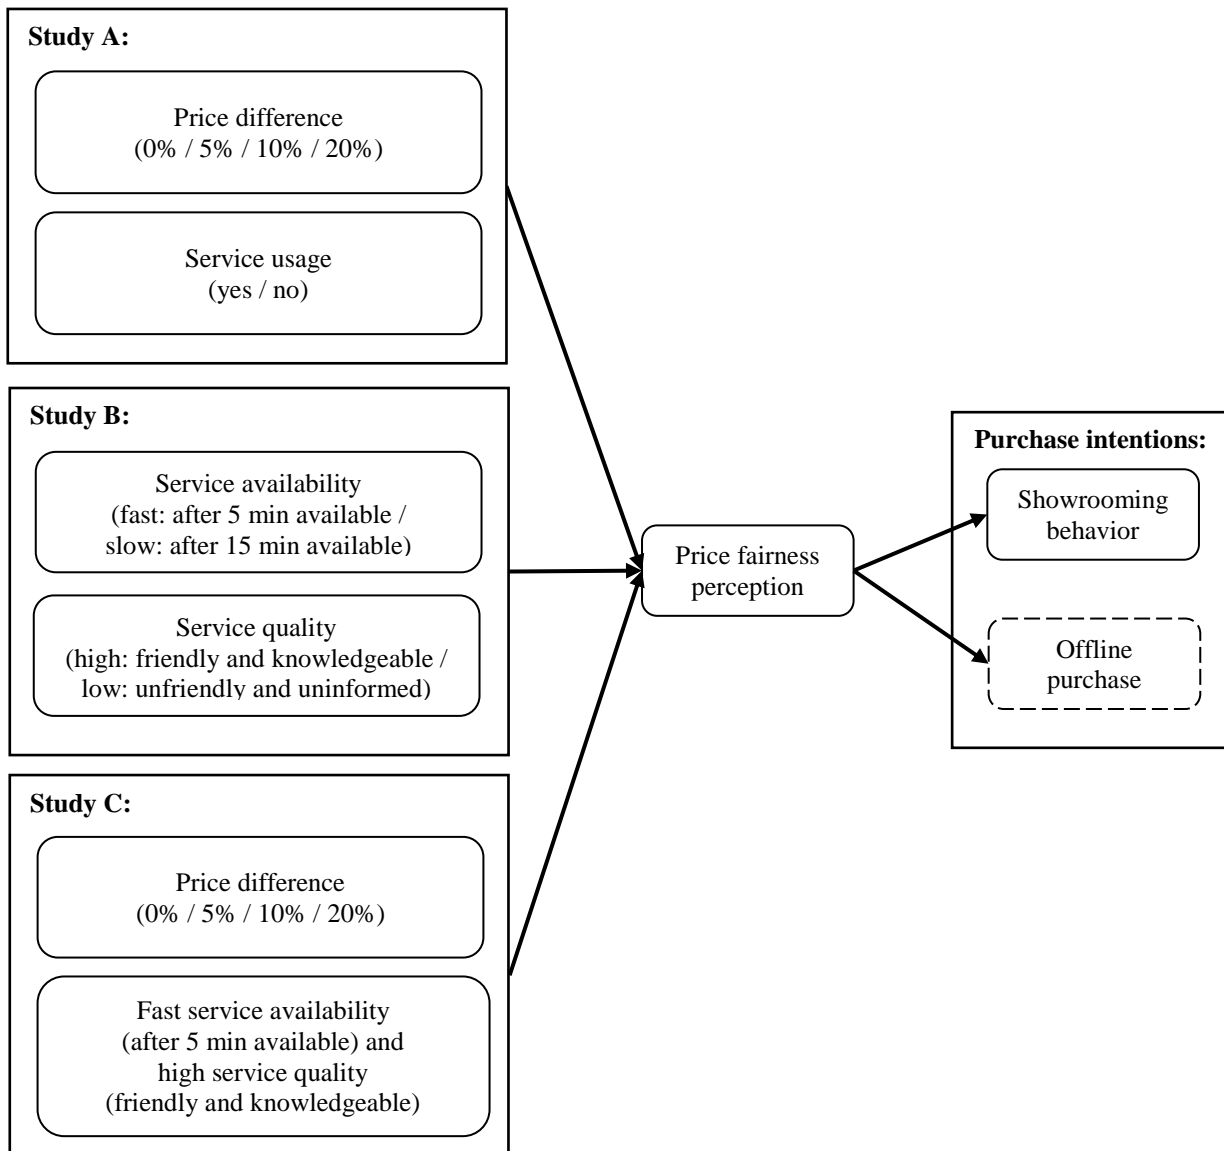 Study A:
Price difference
(0% / 5% / 10% / 20%)
Service usage
(yes / no)
Study B:
Service availability
(fast: after 5 min available /
slow: after 15 min available)
Service quality
(high: friendly and knowledgeable /
low: unfriendly and uninformed)
Study C:
Price difference
(0% / 5% / 10% / 20%)
Fast service availability
(after 5 min available) and
high service quality
(friendly and knowledgeable)
Price fairness
perception
Purchase intentions:
Showrooming
behavior
Offline
purchase